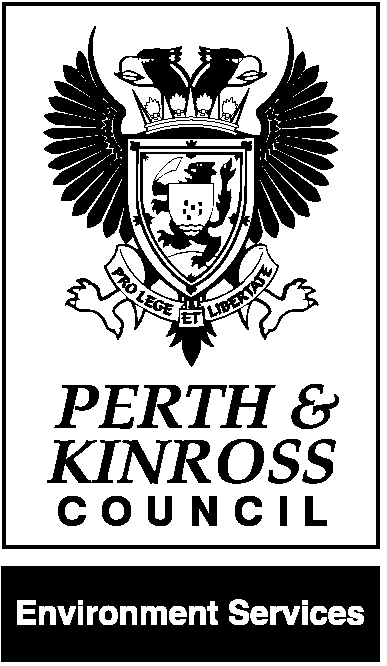 PRO LEGE ET LIBERTATE
PERTH &
KINROSS
COUNCIL
Environment Services